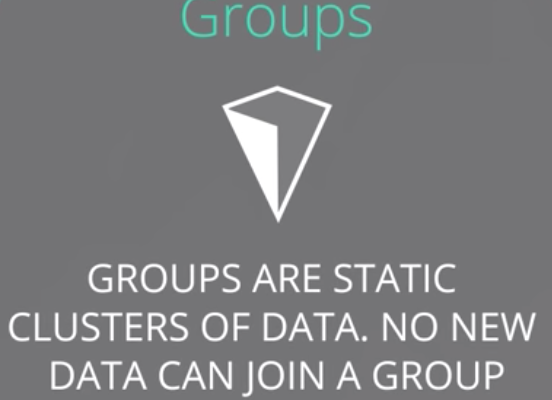 Groups
GROUPS ARE STATIC
CLUSTERS OF DATA. NO NEW
DATA CAN JOIN A GROUP